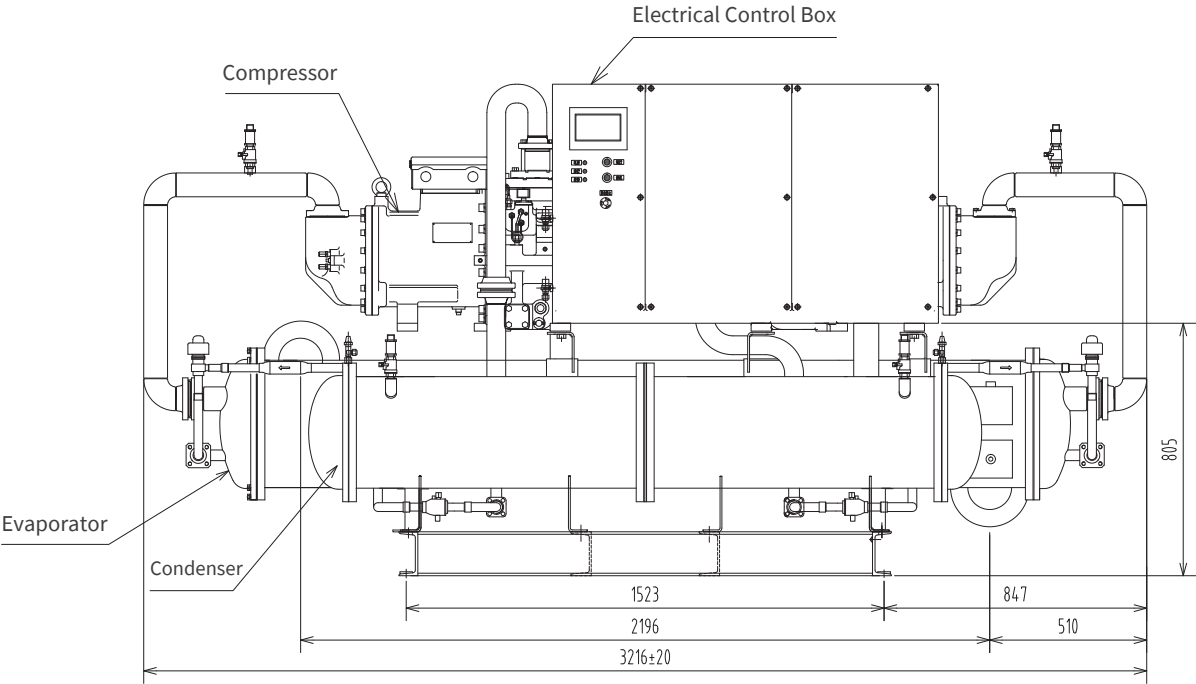 Electrical Control Box
Compressor
805
Evaporator
Condenser
1523
847
2196
510
3216±20